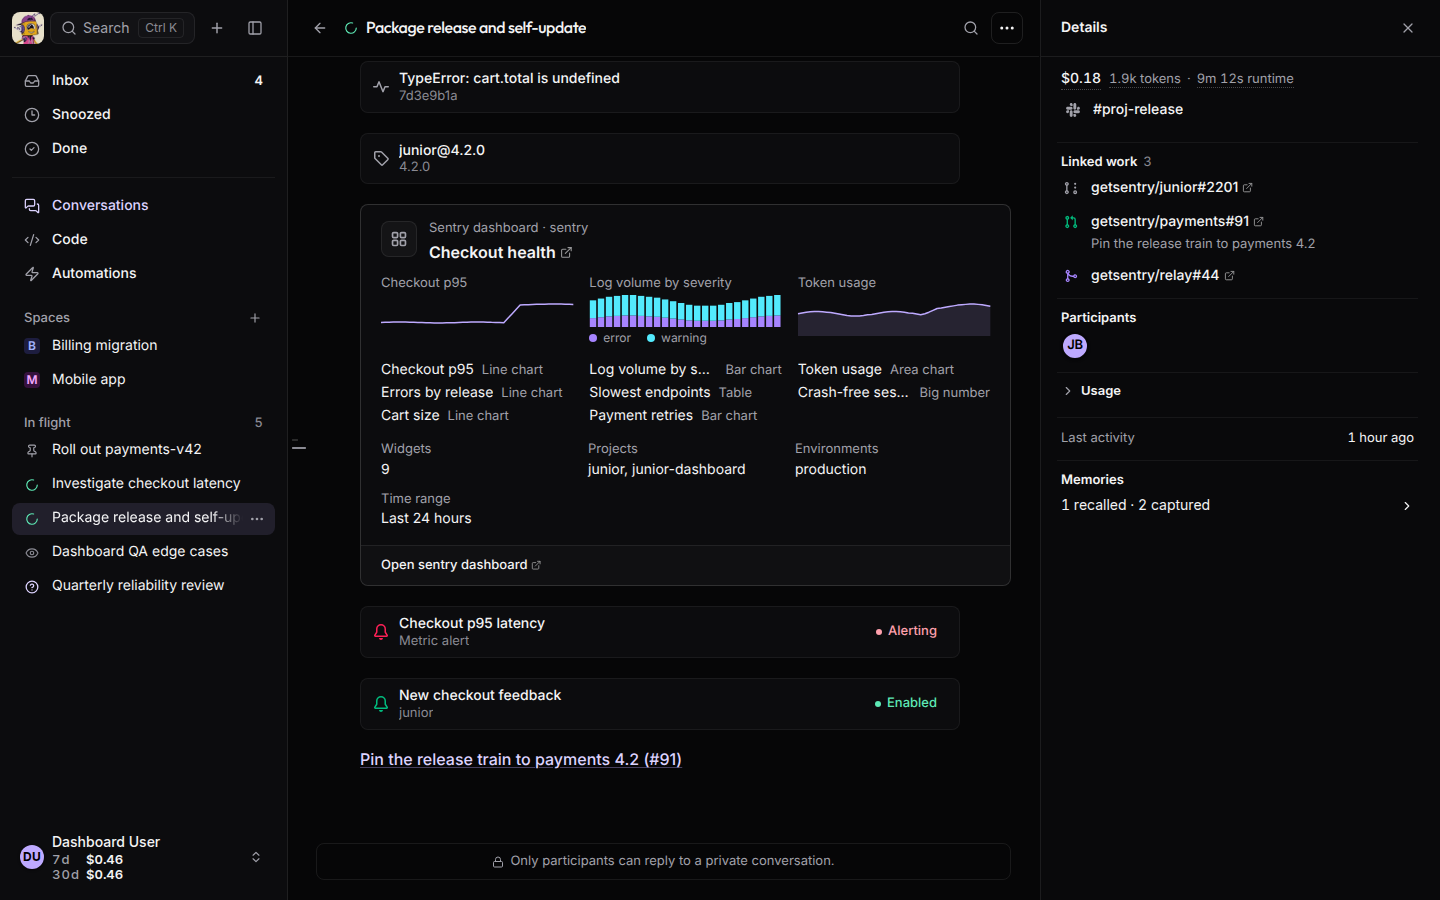 Search Ctrl K
Inbox 4
Snoozed
Done
Conversations
Code
Automations
Spaces
B Billing migration
M Mobile app
In flight 5
Roll out payments-v42
Investigate checkout latency
Package release and self-up
Dashboard QA edge cases
Quarterly reliability review
DU Dashboard User
7d $0.46
30d $0.46
Package release and self-update
TypeError: cart.total is undefined
7d3e9b1a
junior@4.2.0
4.2.0
Sentry dashboard · sentry
Checkout health
Checkout p95 Log volume by severity Token usage
error warning
Checkout p95 Line chart Log volume by s... Bar chart Token usage Area chart
Errors by release Line chart Slowest endpoints Table Crash-free ses... Big number
Cart size Line chart Payment retries Bar chart
Widgets Projects Environments
9 junior, junior-dashboard production
Time range
Last 24 hours
Open sentry dashboard
Checkout p95 latency
Metric alert
Alerting
New checkout feedback
junior
Enabled
Pin the release train to payments 4.2 (#91)
Only participants can reply to a private conversation.
Details
$0.18 1.9k tokens · 9m 12s runtime
#proj-release
Linked work 3
getsentry/junior#2201
getsentry/payments#91
Pin the release train to payments 4.2
getsentry/relay#44
Participants
JB
Usage
Last activity 1 hour ago
Memories
1 recalled · 2 captured